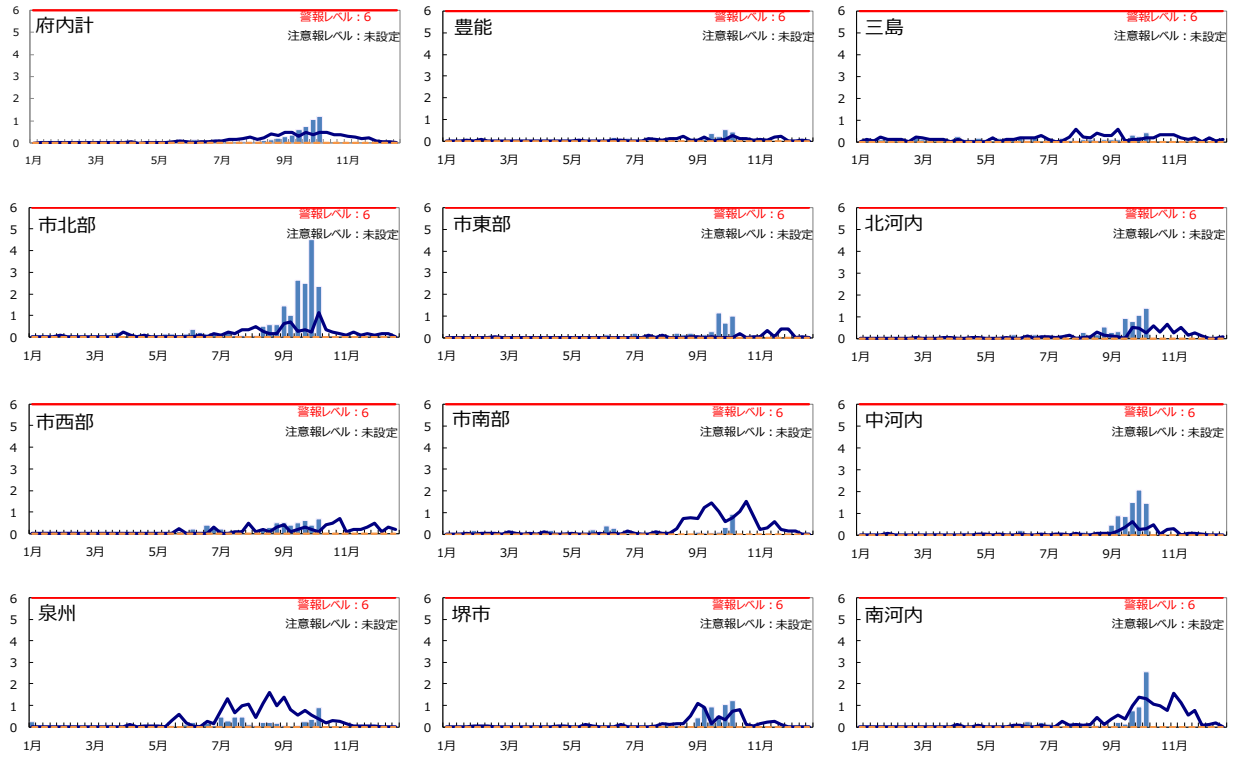 府内計
警報レベル：6
注意報レベル：未設定
6
5
4
3
2
1
0
1月 3月 5月 7月 9月 11月
豊能
警報レベル：6
注意報レベル：未設定
6
5
4
3
2
1
0
1月 3月 5月 7月 9月 11月
三島
警報レベル：6
注意報レベル：未設定
6
5
4
3
2
1
0
1月 3月 5月 7月 9月 11月
市北部
警報レベル：6
注意報レベル：未設定
6
5
4
3
2
1
0
1月 3月 5月 7月 9月 11月
市東部
警報レベル：6
注意報レベル：未設定
6
5
4
3
2
1
0
1月 3月 5月 7月 9月 11月
北河内
警報レベル：6
注意報レベル：未設定
6
5
4
3
2
1
0
1月 3月 5月 7月 9月 11月
市西部
警報レベル：6
注意報レベル：未設定
6
5
4
3
2
1
0
1月 3月 5月 7月 9月 11月
市南部
警報レベル：6
注意報レベル：未設定
6
5
4
3
2
1
0
1月 3月 5月 7月 9月 11月
中河内
警報レベル：6
注意報レベル：未設定
6
5
4
3
2
1
0
1月 3月 5月 7月 9月 11月
泉州
警報レベル：6
注意報レベル：未設定
6
5
4
3
2
1
0
1月 3月 5月 7月 9月 11月
堺市
警報レベル：6
注意報レベル：未設定
6
5
4
3
2
1
0
1月 3月 5月 7月 9月 11月
南河内
警報レベル：6
注意報レベル：未設定
6
5
4
3
2
1
0
1月 3月 5月 7月 9月 11月